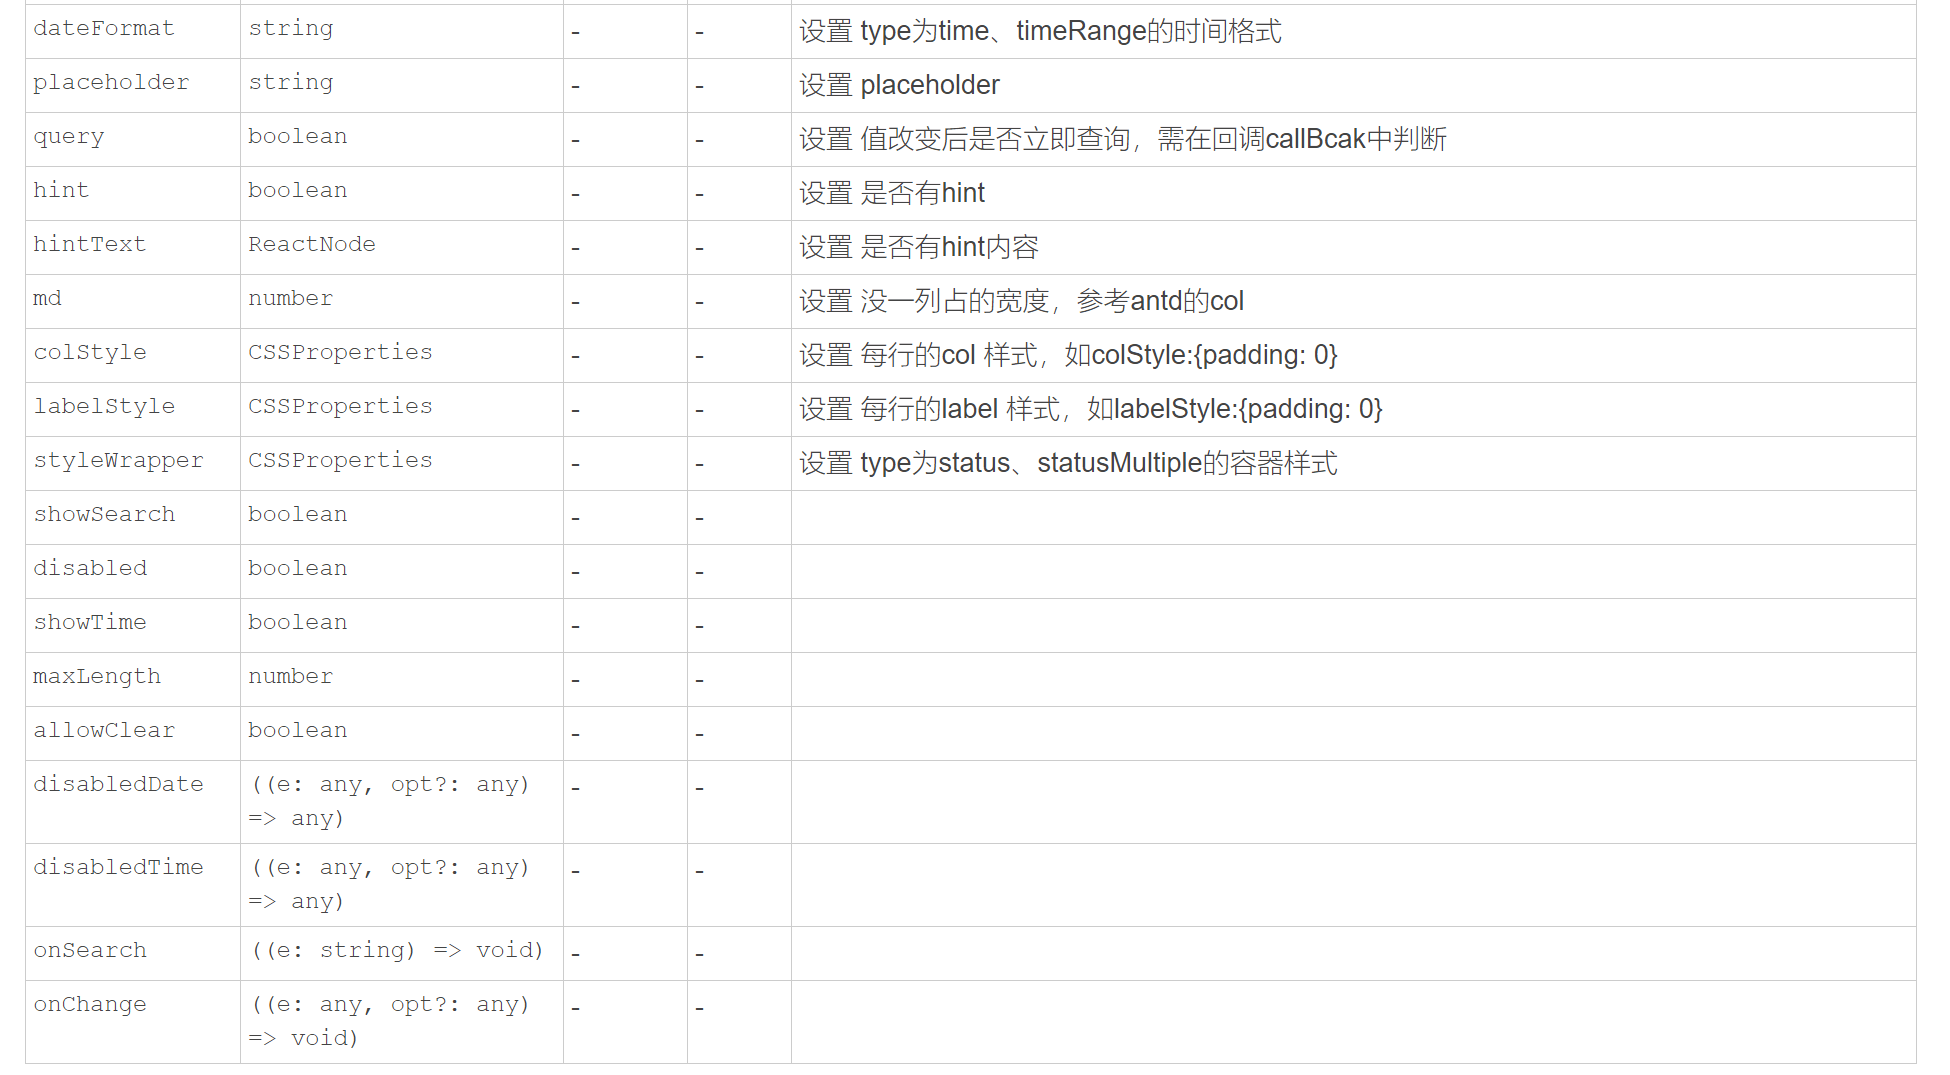 dateFormat string - - 设置 type为time、timeRange的时间格式
placeholder string - - 设置 placeholder
query boolean - - 设置 值改变后是否立即查询，需在回调callBcak中判断
hint boolean - - 设置 是否有hint
hintText ReactNode - - 设置 是否有hint内容
md number - - 设置 没一列占的宽度，参考antd的col
colStyle CSSProperties - - 设置 每行的col 样式，如colStyle:{padding: 0}
labelStyle CSSProperties - - 设置 每行的label 样式，如labelStyle:{padding: 0}
styleWrapper CSSProperties - - 设置 type为status、statusMultiple的容器样式
showSearch boolean - -
disabled boolean - -
showTime boolean - -
maxLength number - -
allowClear boolean - -
disabledDate ((e: any, opt?: any) - -
=> any)
disabledTime ((e: any, opt?: any) - -
=> any)
onSearch ((e: string) => void) - -
onChange ((e: any, opt?: any) - -
=> void)